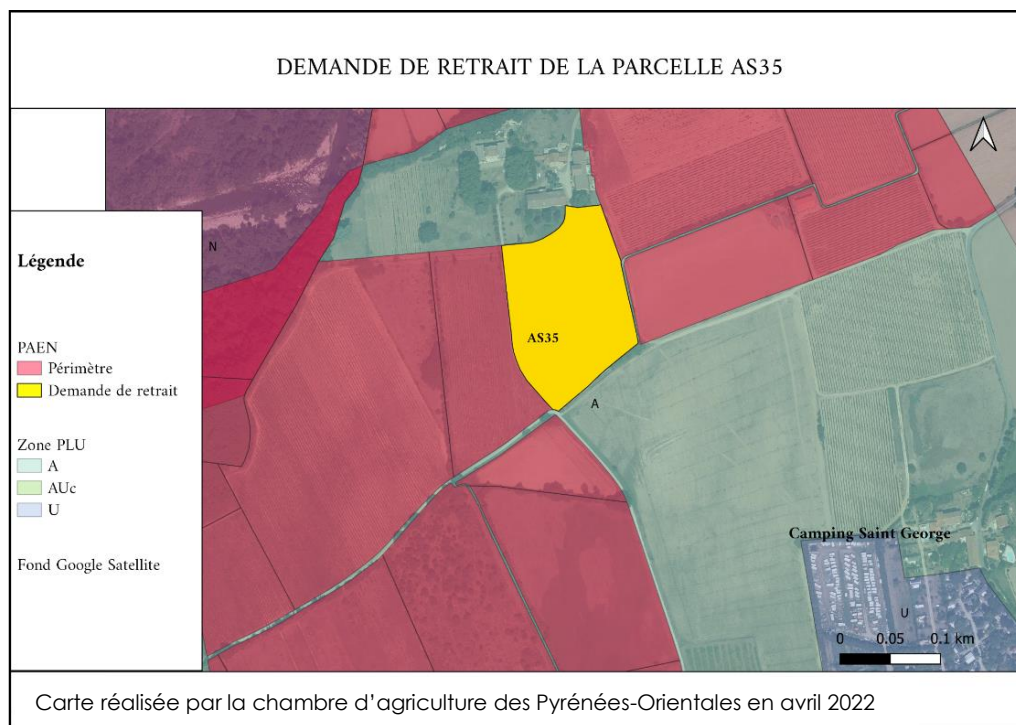 DEMANDE DE RETRAIT DE LA PARCELLE AS35
N
Légende
PAEN
Périmètre
Demande de retrait
Zone PLU
A
AUc
U
Fond Google Satellite
AS35
A
Camping Saint George
U
0 0.05 0.1 km
Carte réalisée par la chambre d'agriculture des Pyrénées-Orientales en avril 2022